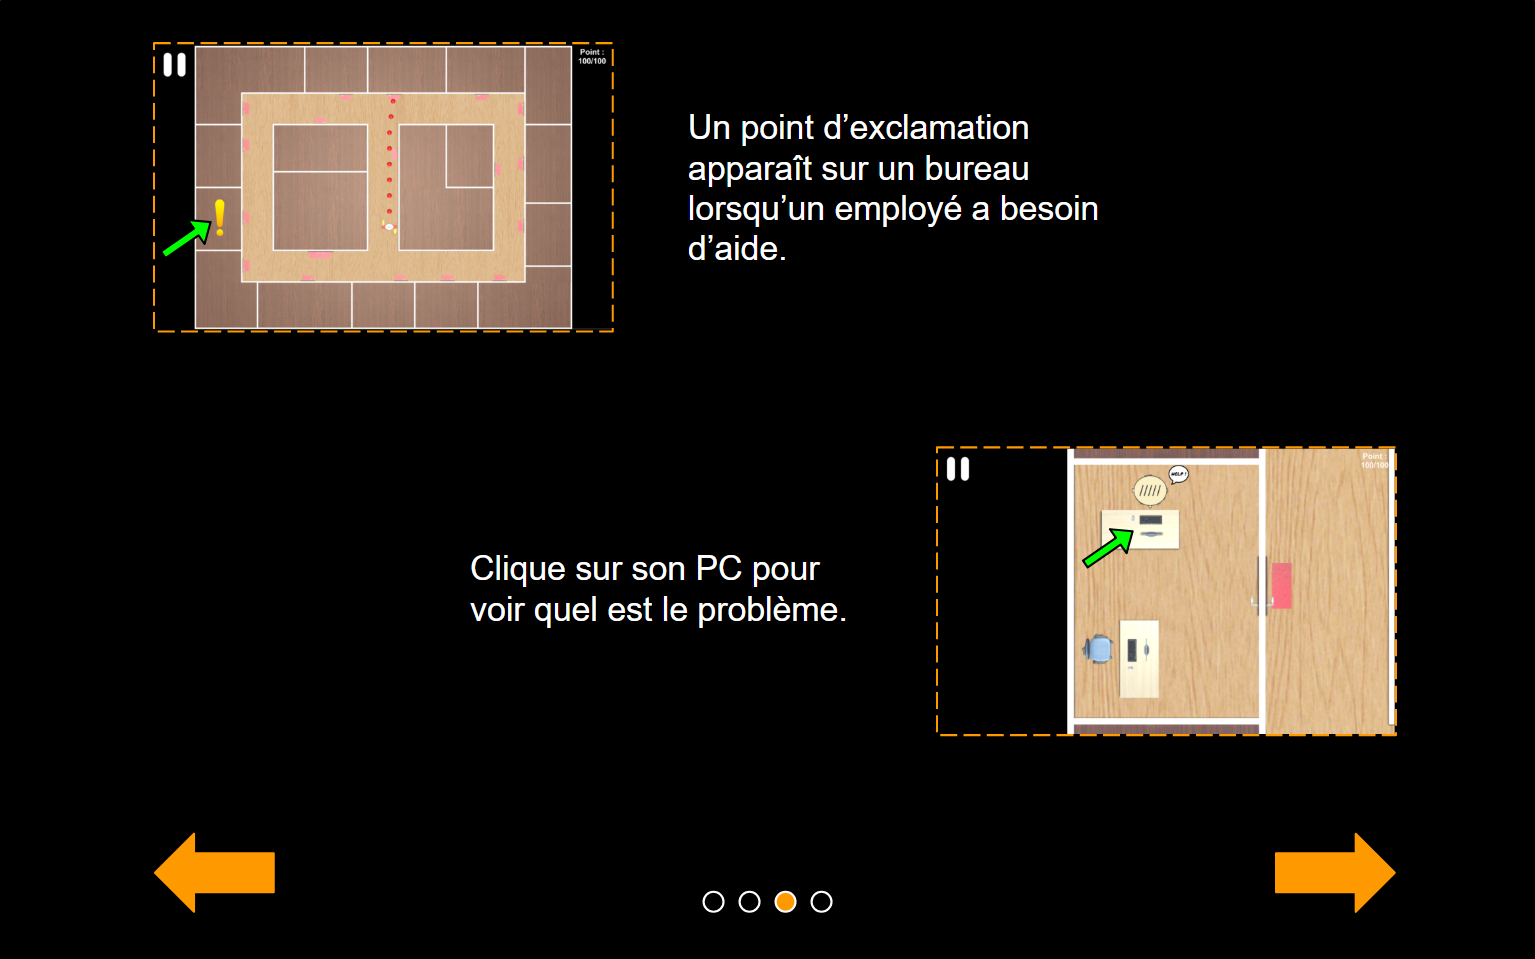 Point :
100/100
Un point d’exclamation
apparaît sur un bureau
lorsqu’un employé a besoin
d’aide.
Point :
100/100
HELP !
Clique sur son PC pour
voir quel est le problème.